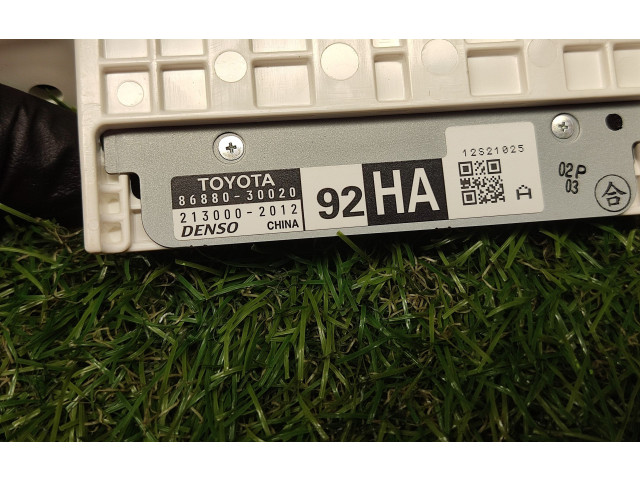 TOYOTA
86880-30020
213000-2012
DENSO CHINA
92 HA
12S21025
A
02P
03
合